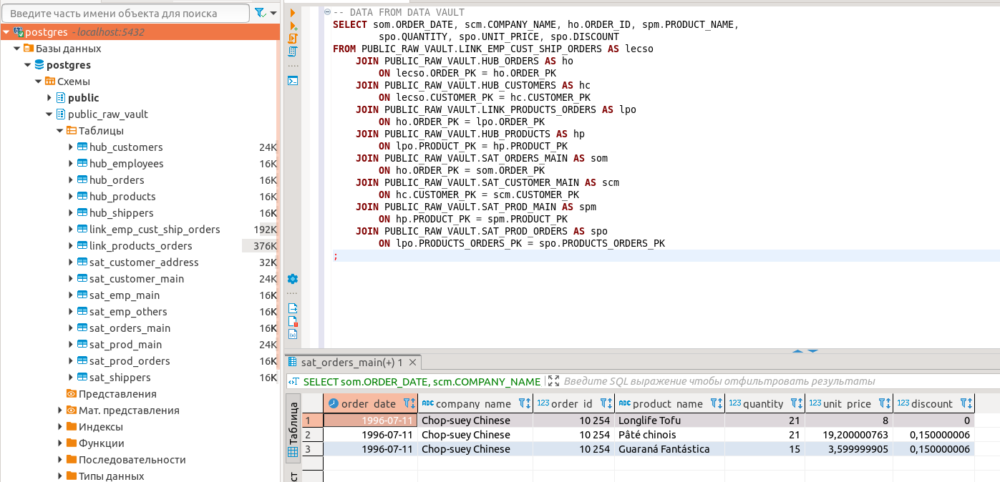 Введите часть имени объекта для поиска
postgres - localhost:5432
Базы данных
postgres
Схемы
public
public_raw_vault
Таблицы
hub_customers 24K
hub_employees 16K
hub_orders 16K
hub_products 16K
hub_shippers 16K
link_emp_cust_ship_orders 192K
link_products_orders 376K
sat_customer_address 32K
sat_customer_main 24K
sat_emp_main 16K
sat_emp_others 16K
sat_orders_main 16K
sat_prod_main 24K
sat_prod_orders 16K
sat_shippers 16K
Представления
Мат. представления
Индексы
Функции
Последовательности
Типы данных
-- DATA FROM DATA VAULT
SELECT som.ORDER_DATE, scm.COMPANY_NAME, ho.ORDER_ID, spm.PRODUCT_NAME,
spo.QUANTITY, spo.UNIT_PRICE, spo.DISCOUNT
FROM PUBLIC_RAW_VAULT.LINK_EMP_CUST_SHIP_ORDERS AS lecso
JOIN PUBLIC_RAW_VAULT.HUB_ORDERS AS ho
ON lecso.ORDER_PK = ho.ORDER_PK
JOIN PUBLIC_RAW_VAULT.HUB_CUSTOMERS AS hc
ON lecso.CUSTOMER_PK = hc.CUSTOMER_PK
JOIN PUBLIC_RAW_VAULT.LINK_PRODUCTS_ORDERS AS lpo
ON ho.ORDER_PK = lpo.ORDER_PK
JOIN PUBLIC_RAW_VAULT.HUB_PRODUCTS AS hp
ON lpo.PRODUCT_PK = hp.PRODUCT_PK
JOIN PUBLIC_RAW_VAULT.SAT_ORDERS_MAIN AS som
ON ho.ORDER_PK = som.ORDER_PK
JOIN PUBLIC_RAW_VAULT.SAT_CUSTOMER_MAIN AS scm
ON hc.CUSTOMER_PK = scm.CUSTOMER_PK
JOIN PUBLIC_RAW_VAULT.SAT_PROD_MAIN AS spm
ON hp.PRODUCT_PK = spm.PRODUCT_PK
JOIN PUBLIC_RAW_VAULT.SAT_PROD_ORDERS AS spo
ON lpo.PRODUCTS_ORDERS_PK = spo.PRODUCTS_ORDERS_PK
;
sat_orders_main(+) 1
SELECT som.ORDER_DATE, scm.COMPANY_NAME Введите SQL выражение чтобы отфильтровать результаты
Таблица
order_date ABC company_name 123 order_id ABC product_name 123 quantity 123 unit_price 123 discount
1 1996-07-11 Chop-suey Chinese 10 254 Longlife Tofu 21 8 0
2 1996-07-11 Chop-suey Chinese 10 254 Pâté chinois 21 19,200000763 0,150000006
3 1996-07-11 Chop-suey Chinese 10 254 Guaraná Fantástica 15 3,599999905 0,150000006